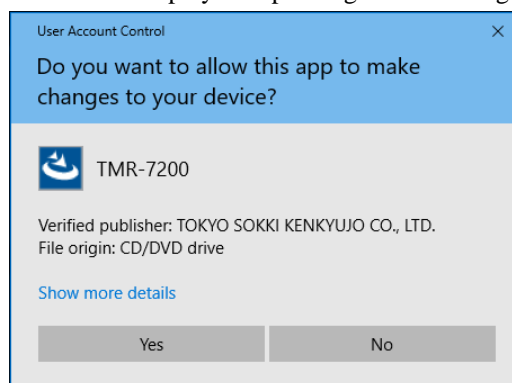 User Account Control
Do you want to allow this app to make
changes to your device?
TMR-7200
Verified publisher: TOKYO SOKKI KENKYUJO CO., LTD.
File origin: CD/DVD drive
Show more details
Yes
No